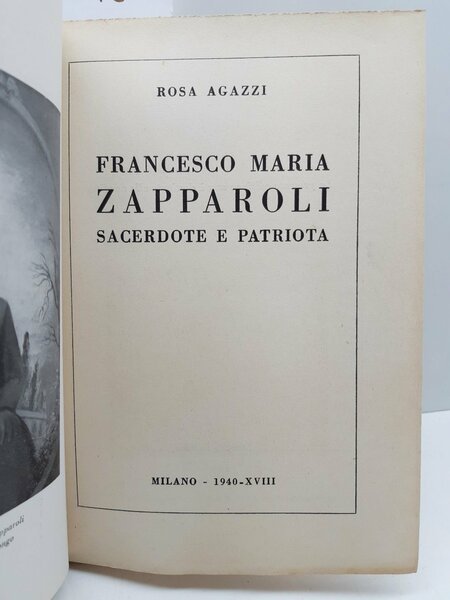 ROSA AGAZZI
FRANCESCO MARIA
ZAPPAROLI
SACERDOTE E PATRIOTA
MILANO - 1940-XVIII